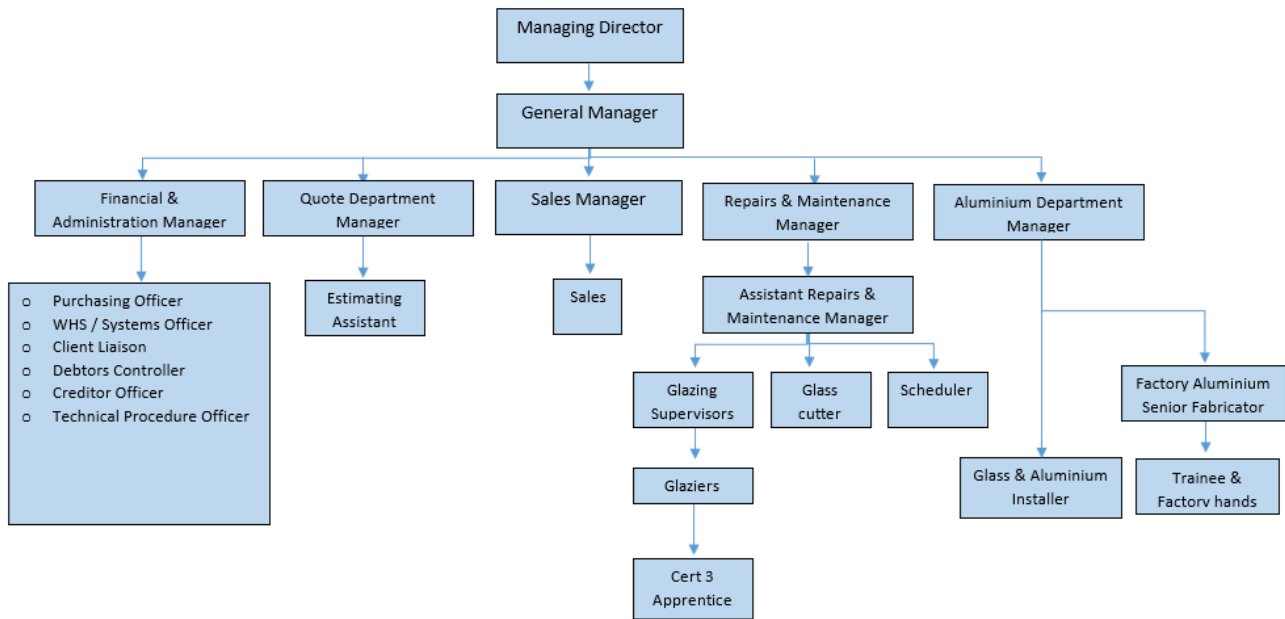 Managing Director
General Manager
Financial &
Administration Manager
Quote Department
Manager
Sales Manager
Repairs & Maintenance
Manager
Aluminium Department
Manager
o Purchasing Officer
o WHS / Systems Officer
o Client Liaison
o Debtors Controller
o Creditor Officer
o Technical Procedure Officer
Estimating
Assistant
Sales
Assistant Repairs &
Maintenance Manager
Glazing
Supervisors
Glass
cutter
Scheduler
Factory Aluminium
Senior Fabricator
Glaziers
Glass & Aluminium
Installer
Trainee &
Factory hands
Cert 3
Apprentice